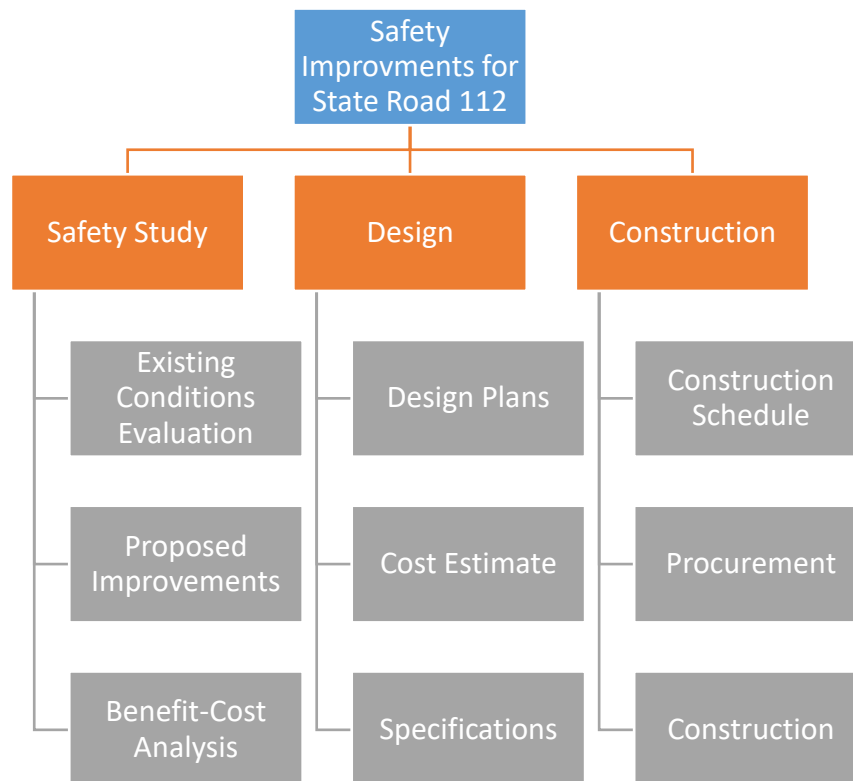 Safety
Improvments for
State Road 112
Safety Study
Design
Construction
Existing
Conditions
Evaluation
Design Plans
Construction
Schedule
Proposed
Improvements
Cost Estimate
Procurement
Benefit-Cost
Analysis
Specifications
Construction